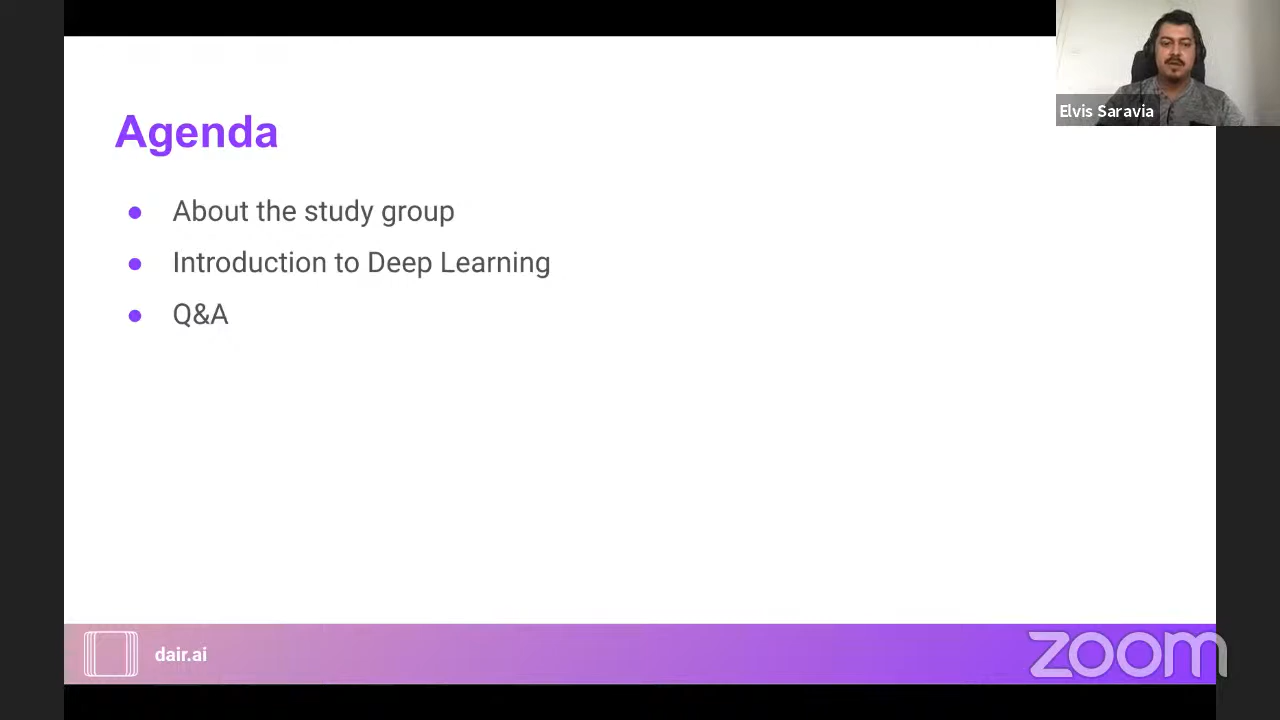 Elvis Saravia
Agenda
● About the study group
● Introduction to Deep Learning
● Q&A
dair.ai
zoom